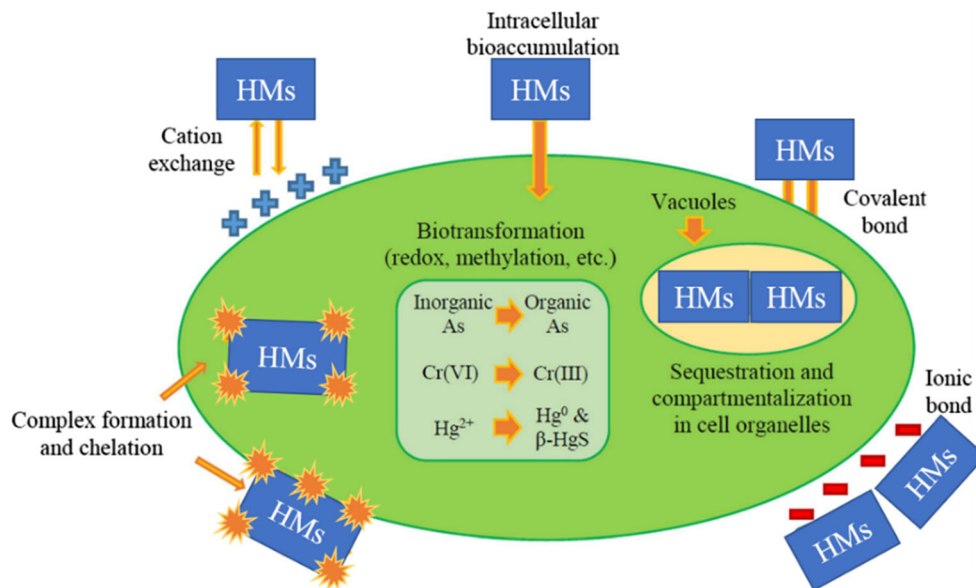 Intracellular
bioaccumulation
HMs
HMs
Cation
exchange
HMs
Covalent
bond
Vacuoles
HMs
HMs
Sequestration and
compartmentalization
in cell organelles
Biotransformation
(redox, methylation, etc.)
Inorganic
As
Organic
As
Cr(VI)
Cr(III)
Hg²⁺
Hg⁰ &
β-HgS
HMs
Complex formation
and chelation
HMs
Ionic
bond
HMs
HMs